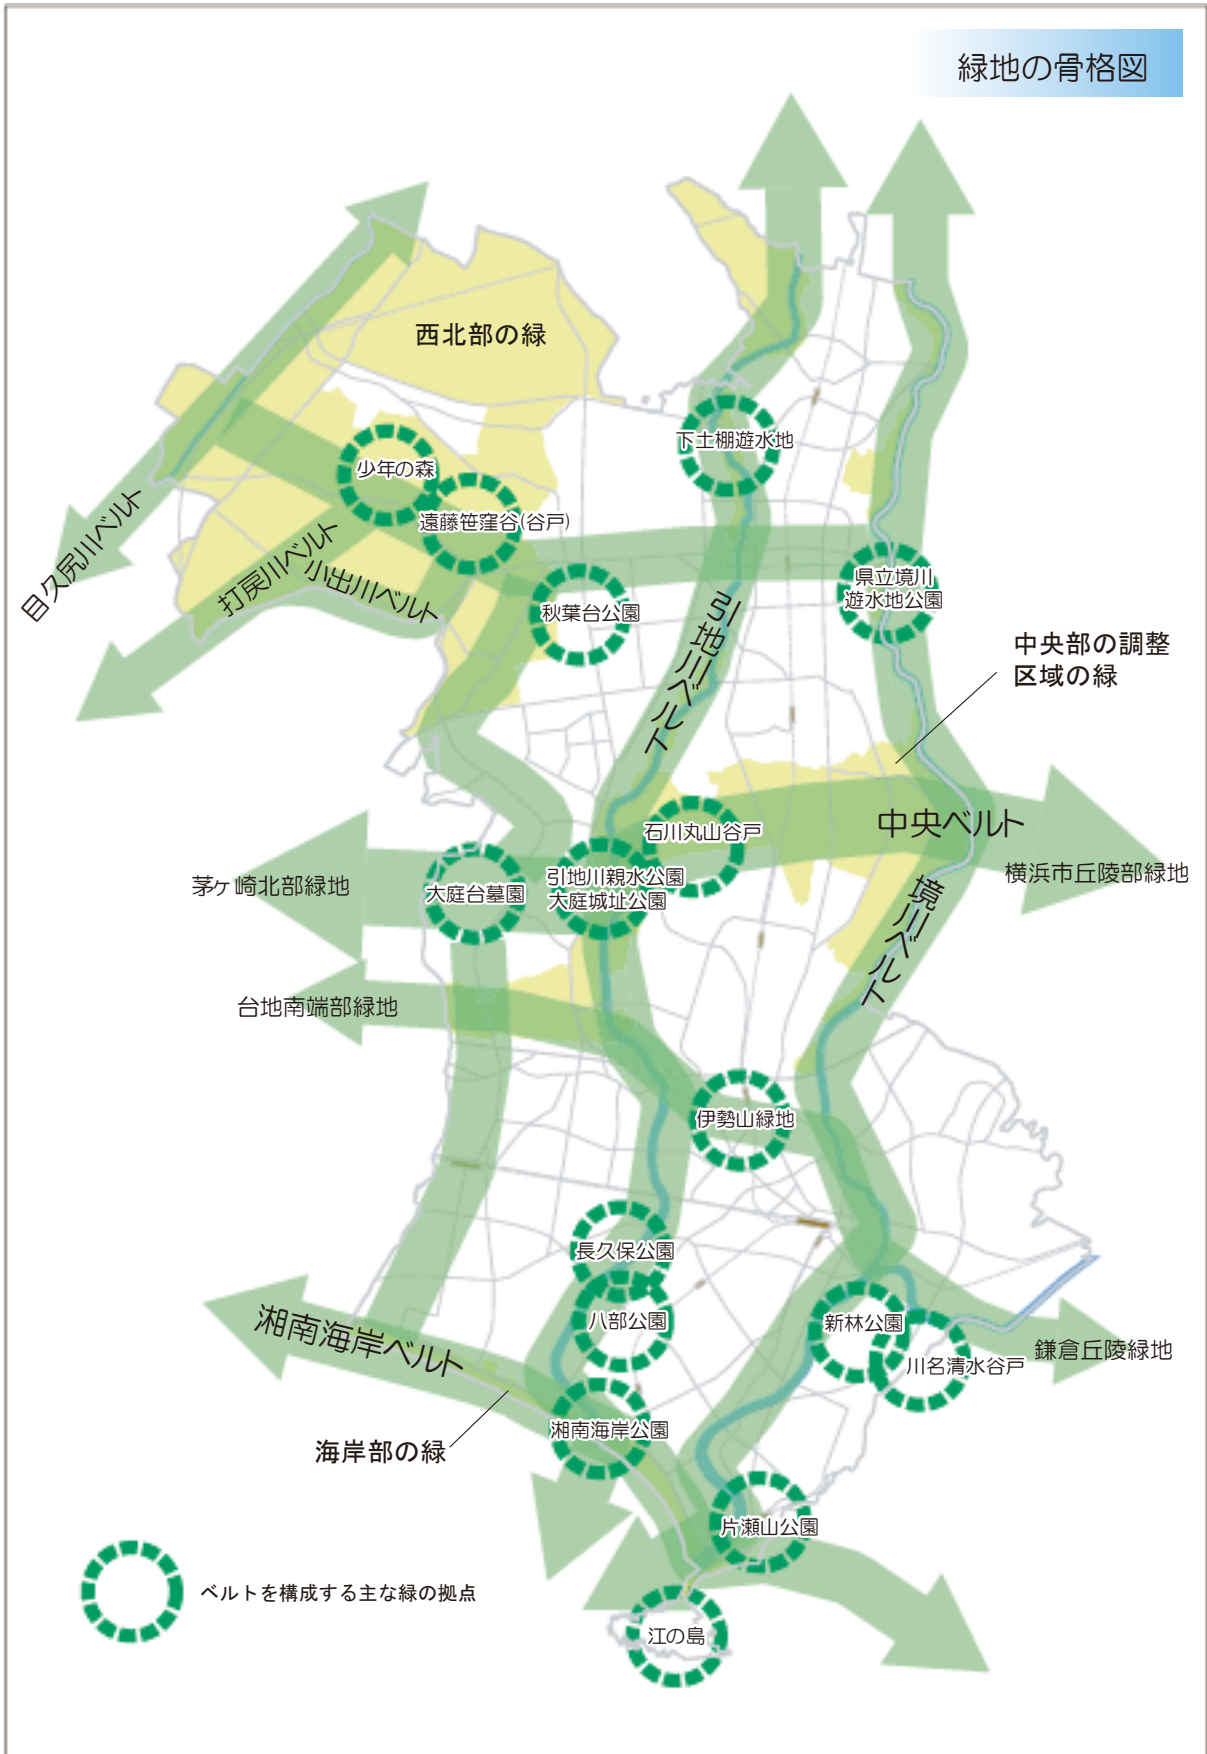 緑地の骨格図
西北部の緑
下土棚遊水地
少年の森
遠藤笹窪谷(谷戸)
目久尻川ベルト
打戻川ベルト
小出川ベルト
秋葉台公園
県立境川
遊水地公園
引地川ベルト
中央部の調整
区域の緑
石川丸山谷戸
中央ベルト
横浜市丘陵部緑地
茅ヶ崎北部緑地
大庭台墓園
引地川親水公園
大庭城址公園
境川ベルト
台地南端部緑地
伊勢山緑地
長久保公園
八部公園
新林公園
川名清水谷戸
鎌倉丘陵緑地
湘南海岸ベルト
海岸部の緑
湘南海岸公園
片瀬山公園
江の島
ベルトを構成する主な緑の拠点